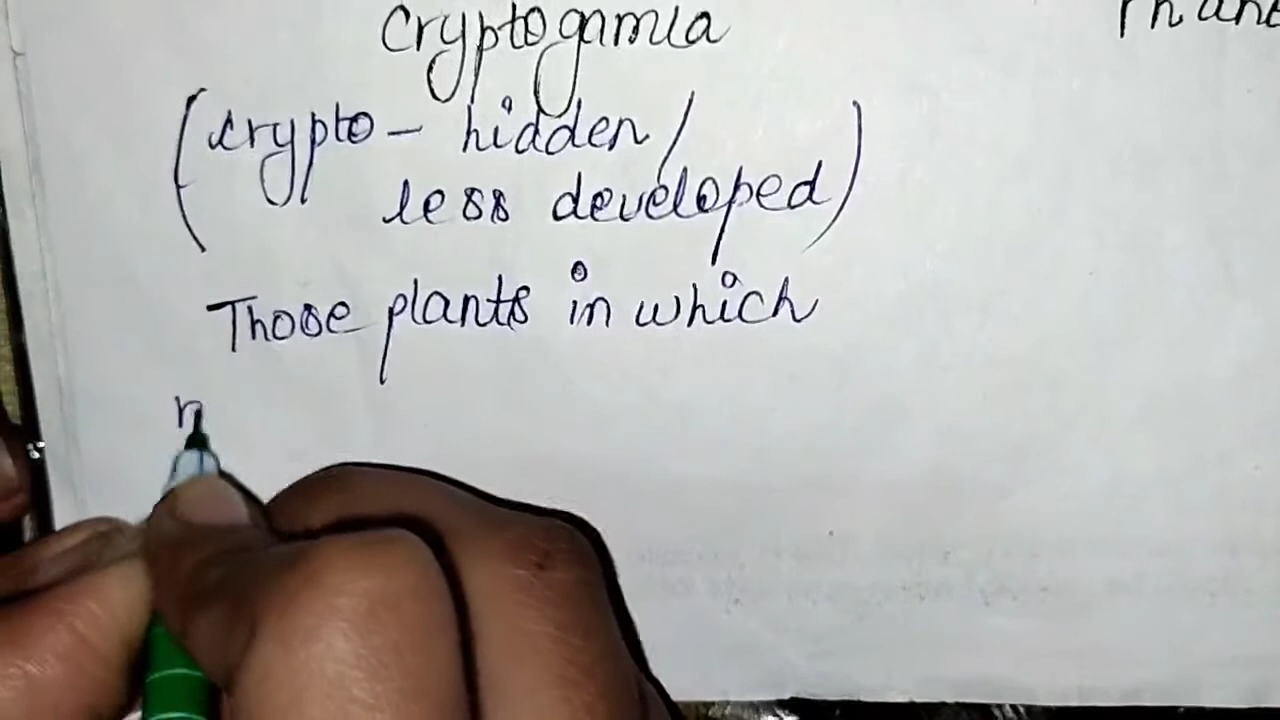 Cryptogamia
(crypto - hidden/
less developed)
Those plants in which